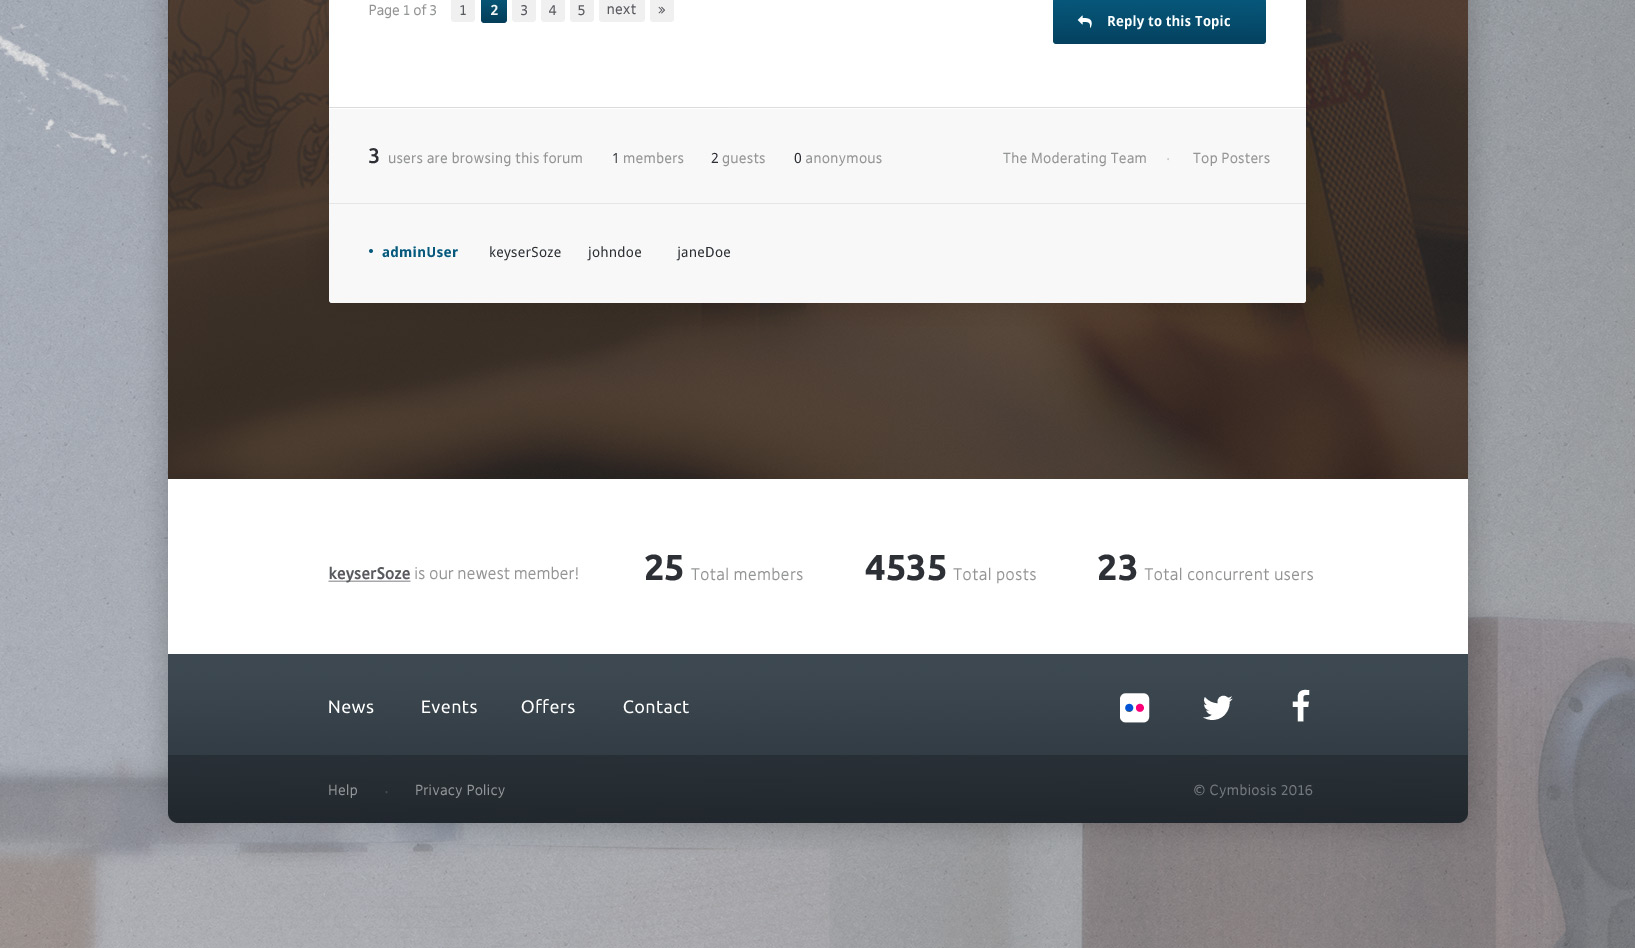 Page 1 of 3 1 2 3 4 5 next »
Reply to this Topic
3 users are browsing this forum 1 members 2 guests 0 anonymous The Moderating Team · Top Posters
• adminUser keyserSoze johndoe janeDoe
keyserSoze is our newest member! 25 Total members 4535 Total posts 23 Total concurrent users
News Events Offers Contact
Help · Privacy Policy © Cymbiosis 2016